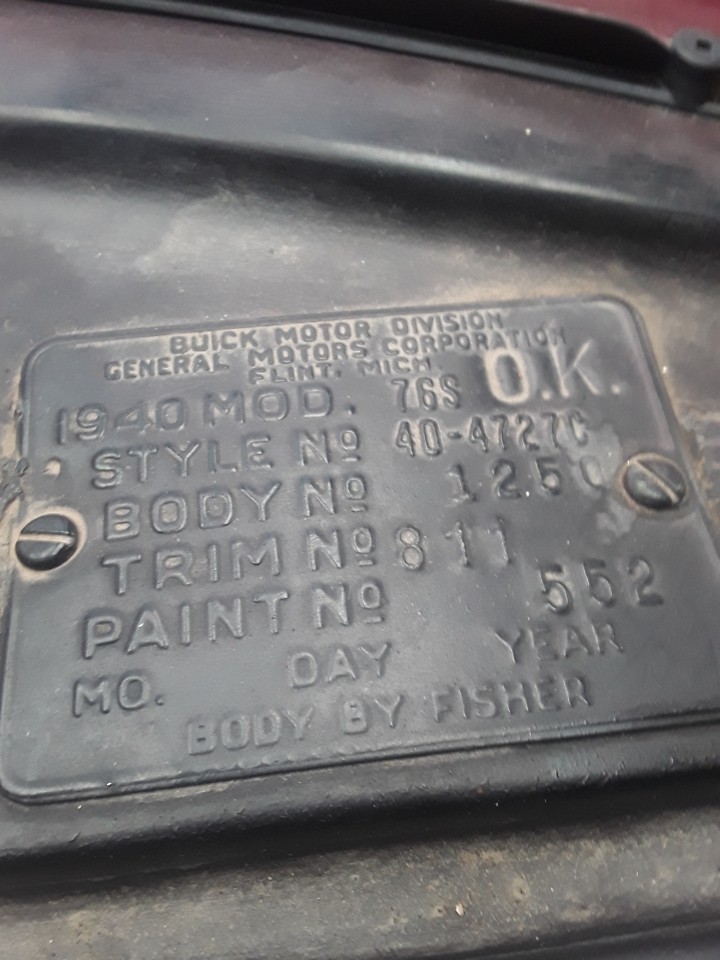 BUICK MOTOR DIVISION
GENERAL MOTORS CORPORATION
FLINT. MICH.
O.K.
1940 MOD. 76S
STYLE Nº 40-4727C
BODY Nº 1250
TRIM Nº 811
PAINT Nº 552
MO. DAY YEAR
BODY BY FISHER